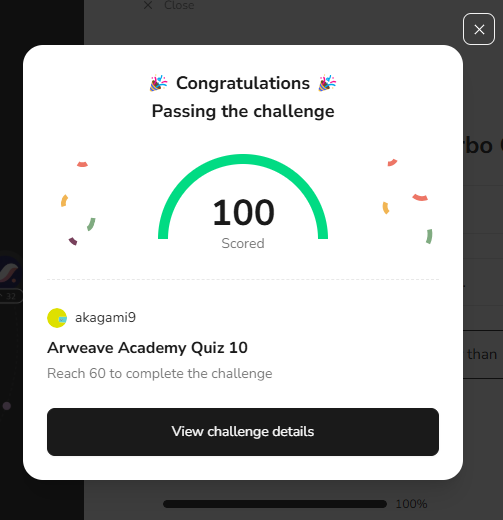 Close
Congratulations
Passing the challenge
100
Scored
akagami9
Arweave Academy Quiz 10
Reach 60 to complete the challenge
View challenge details
than
32
100%